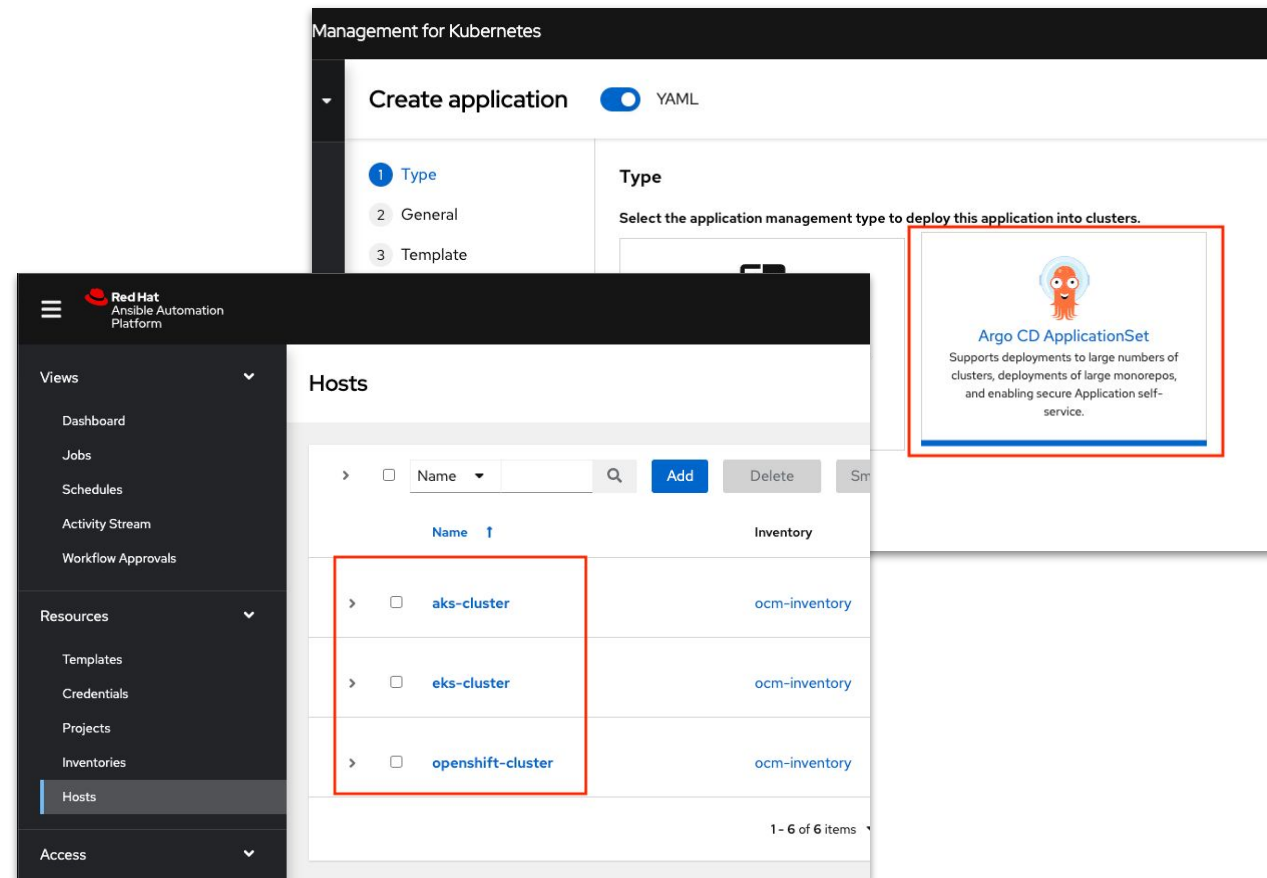 Management for Kubernetes
Create application
YAML
1 Type
2 General
3 Template
Type
Select the application management type to deploy this application into clusters.
Argo CD ApplicationSet
Supports deployments to large numbers of
clusters, deployments of large monorepos,
and enabling secure Application self-
service.
Red Hat
Ansible Automation
Platform
Views
Dashboard
Jobs
Schedules
Activity Stream
Workflow Approvals
Resources
Templates
Credentials
Projects
Inventories
Hosts
Access
Hosts
Name
Add
Delete
Sm
Name
Inventory
aks-cluster
ocm-inventory
eks-cluster
ocm-inventory
openshift-cluster
ocm-inventory
1 - 6 of 6 items